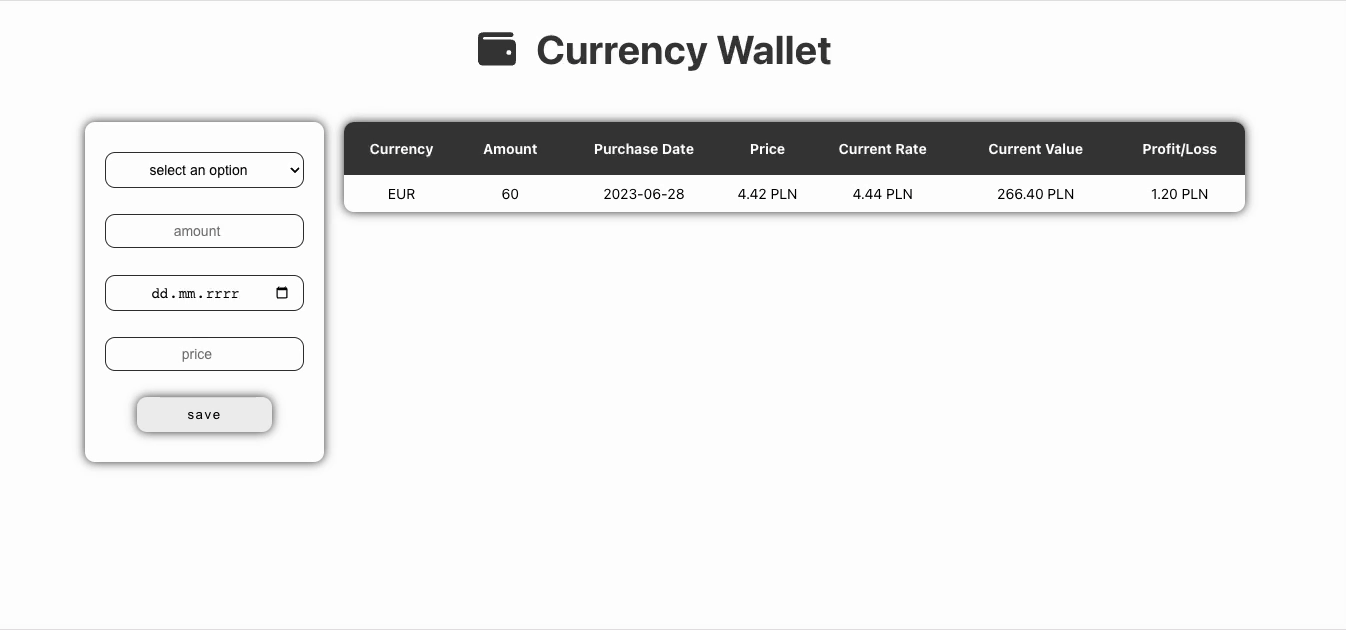 Currency Wallet
select an option
amount
dd.mm.rrrr
price
save
Currency Amount Purchase Date Price Current Rate Current Value Profit/Loss
EUR 60 2023-06-28 4.42 PLN 4.44 PLN 266.40 PLN 1.20 PLN